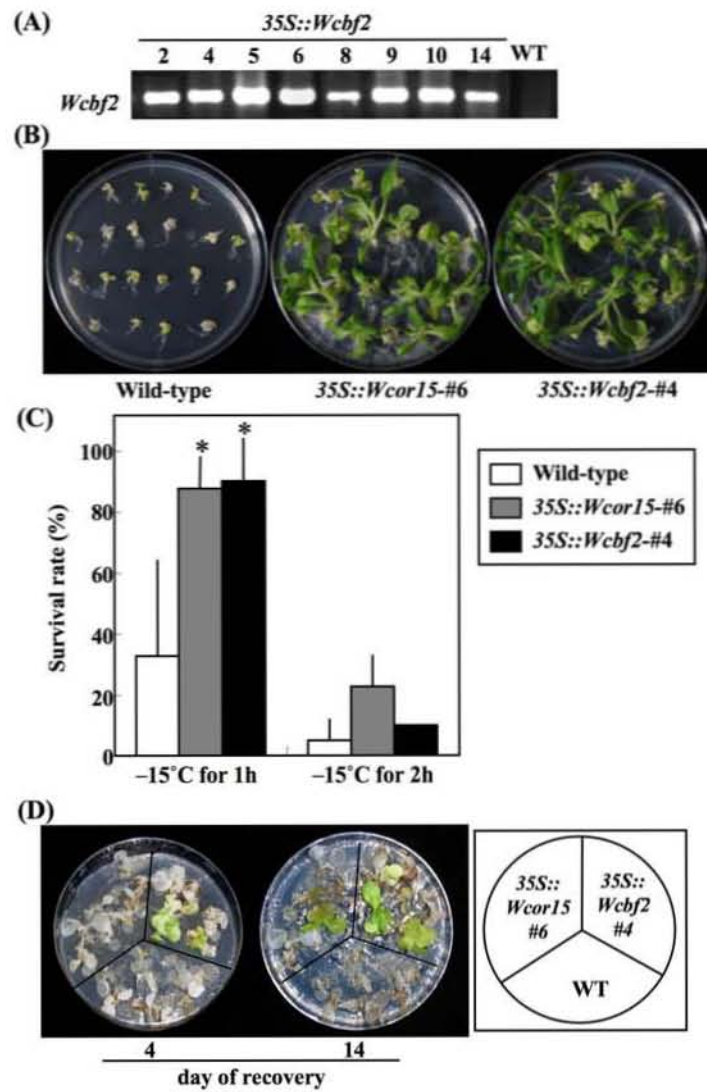 (A)
35S::Wcbf2
2 4 5 6 8 9 10 14 WT
Wcbf2
(B)
Wild-type 35S::Wcor15-#6 35S::Wcbf2-#4
(C)
Survival rate (%)
100
80
60
40
20
0
* *
–15˚C for 1h –15˚C for 2h
Wild-type
35S::Wcor15-#6
35S::Wcbf2-#4
(D)
4 14
day of recovery
35S::
Wcor15
#6
35S::
Wcbf2
#4
WT